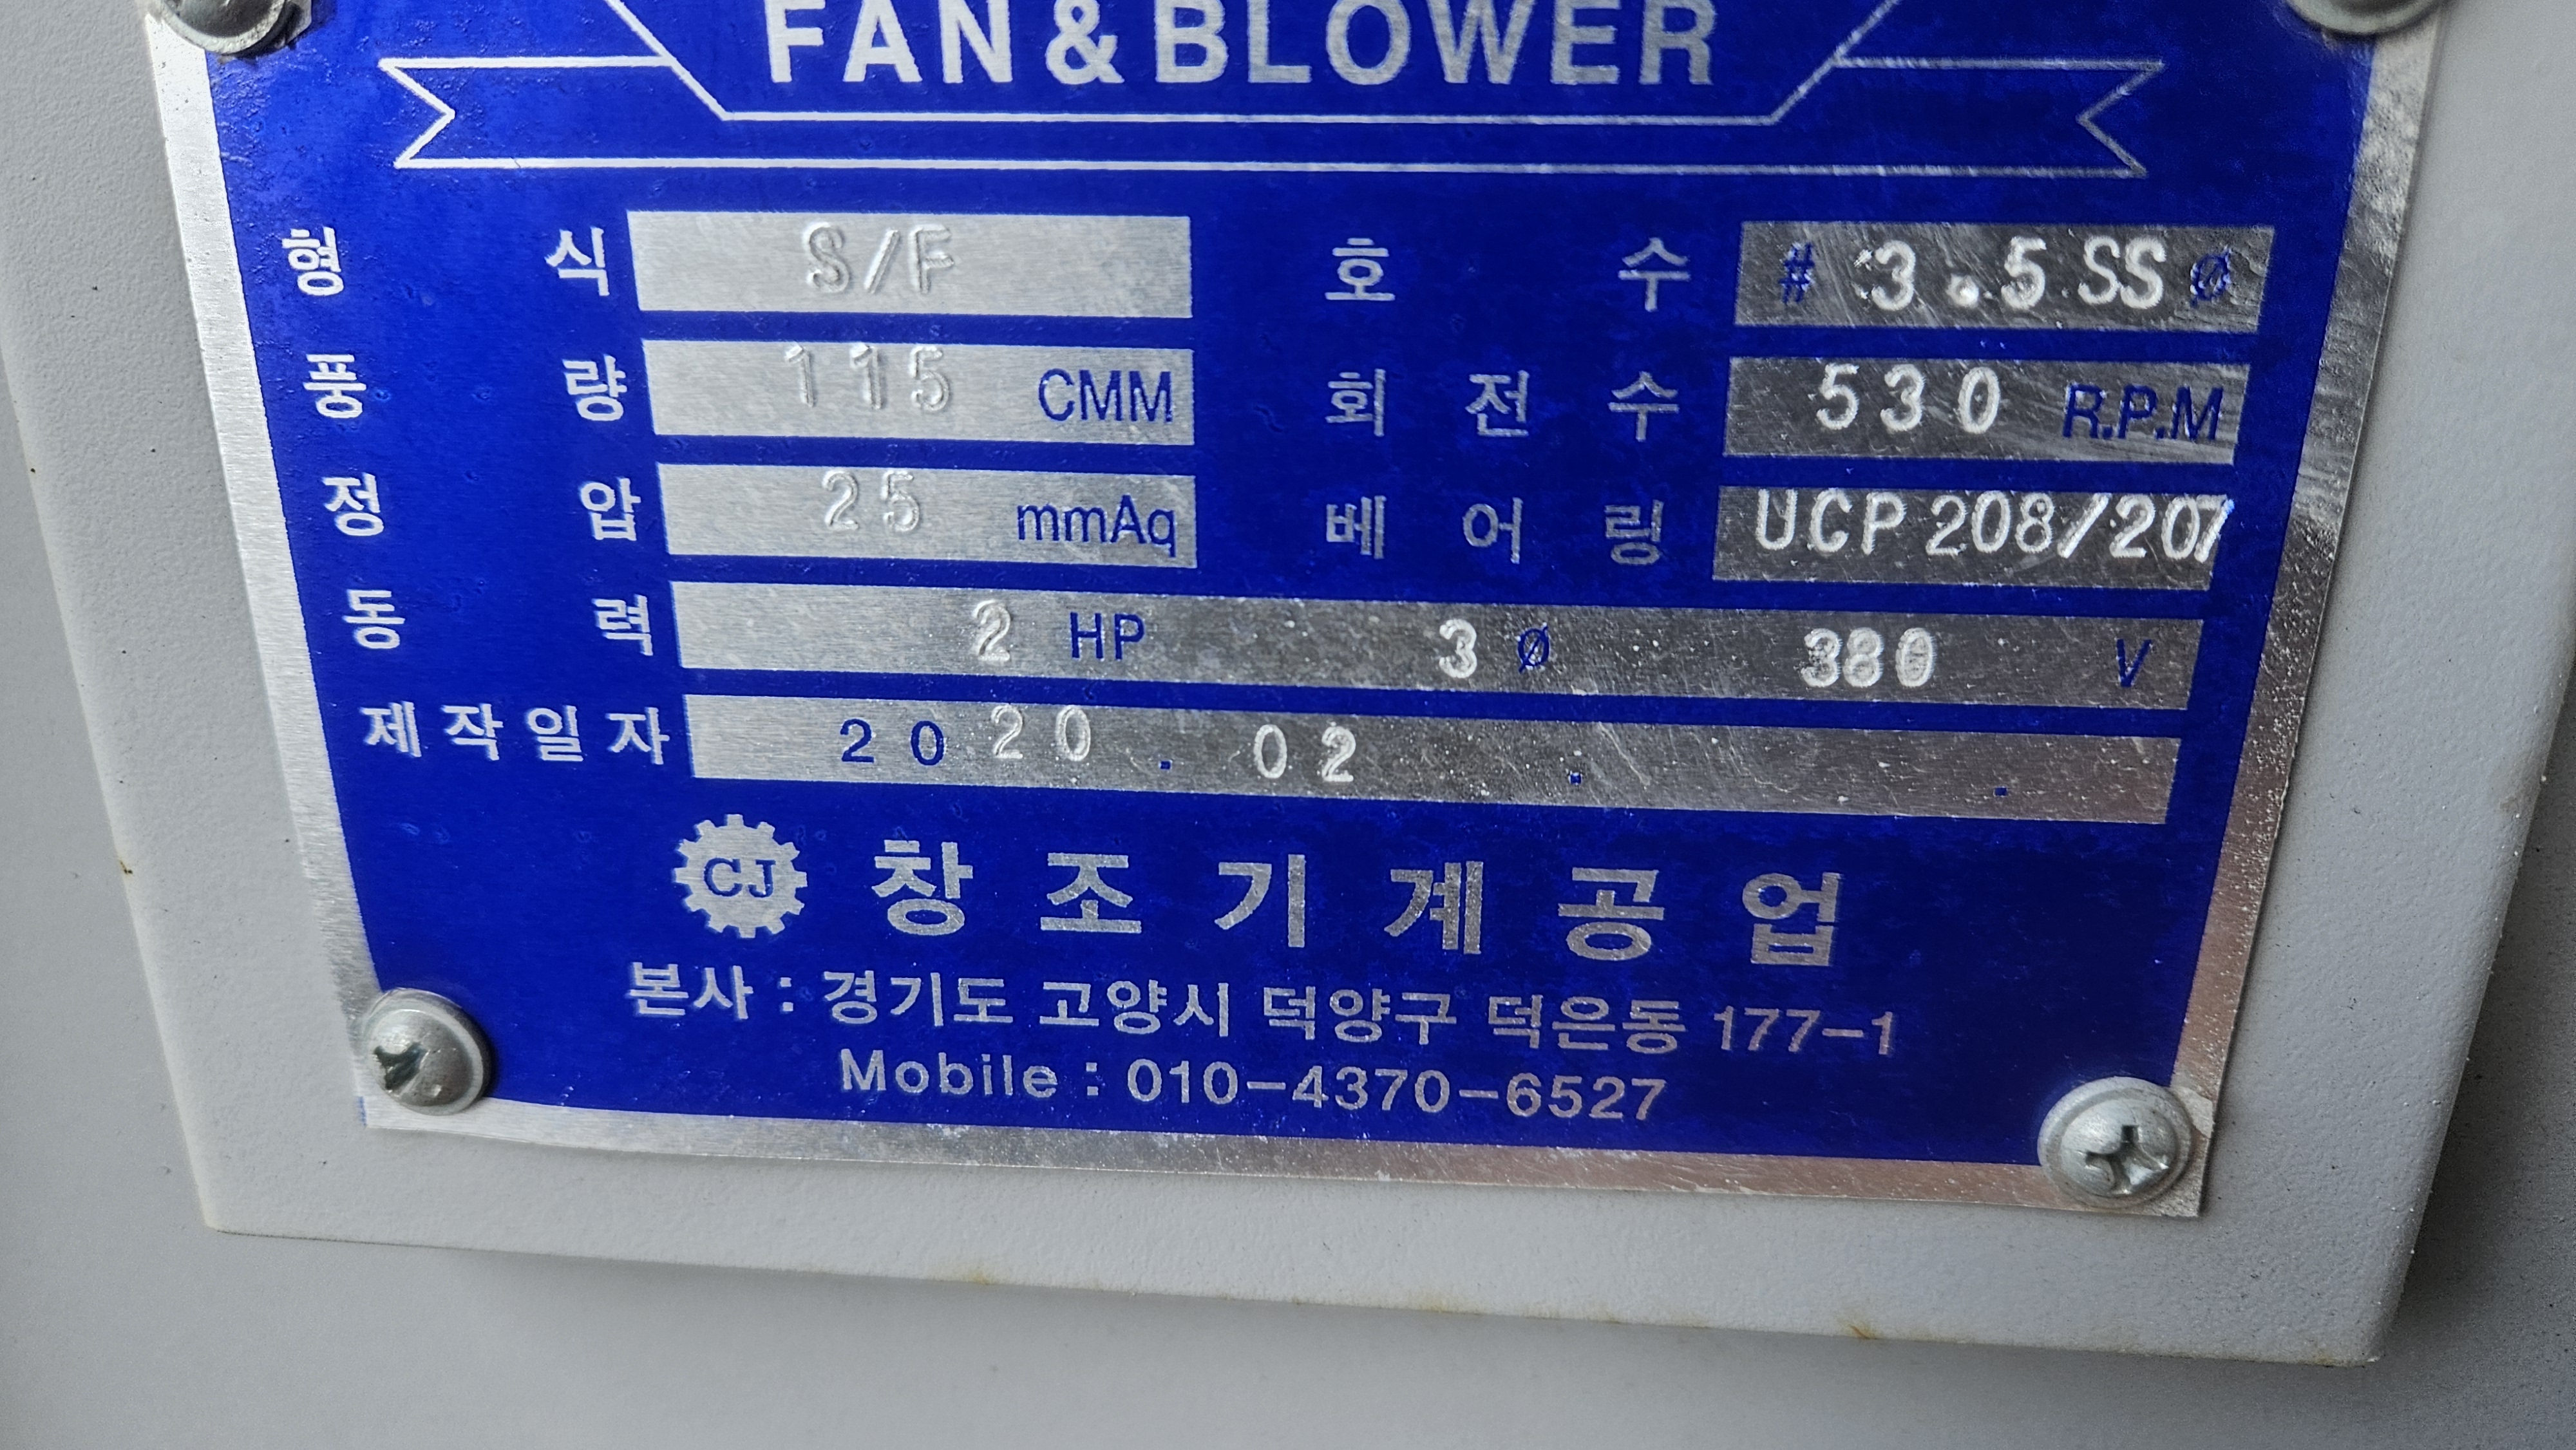 FAN & BLOWER
형 식 S/F 호 수 # 3.5 SS Ø
풍 량 115 CMM 회 전 수 530 R.P.M
정 압 25 mmAq 베 어 링 UCP 208/207
동 력 2 HP 3 Ø 380 V
제작일자 2020 . 02 . .
CJ 창조기계공업
본사 : 경기도 고양시 덕양구 덕은동 177-1
Mobile : 010-4370-6527